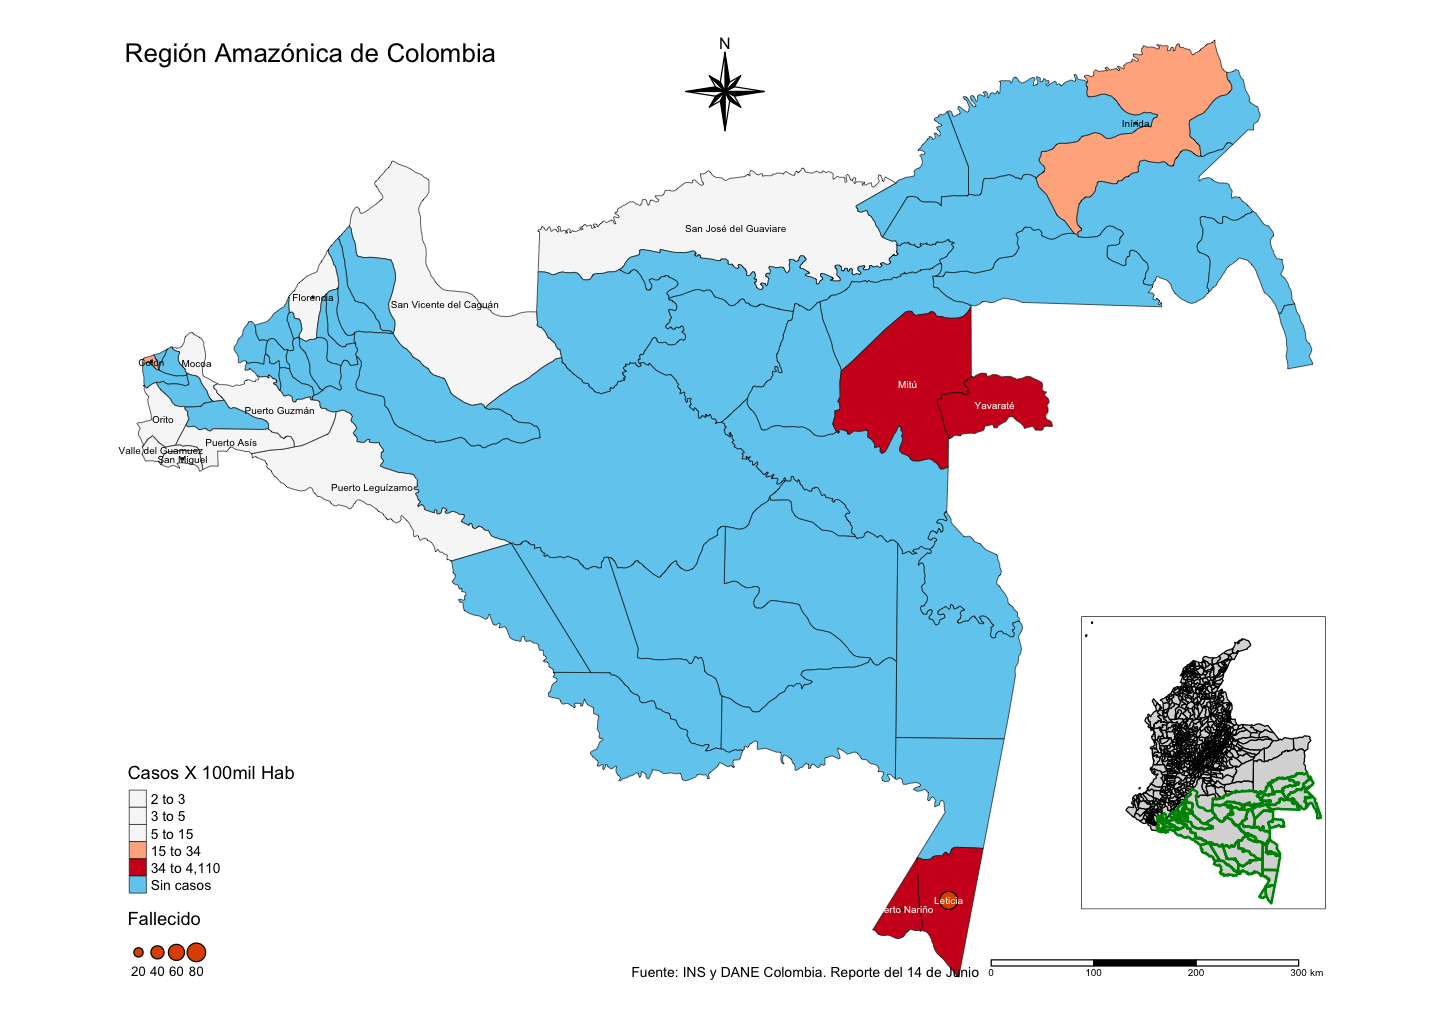 Región Amazónica de Colombia
N
Inírida
San José del Guaviare
Florencia
San Vicente del Caguán
Colón
Mocoa
Mitú
Yavaraté
Puerto Guzmán
Orito
Puerto Asís
Valle del Guamuez
San Miguel
Puerto Leguízamo
Casos X 100mil Hab
2 to 3
3 to 5
5 to 15
15 to 34
34 to 4,110
Sin casos
Leticia
erto Nariño
Fallecido
20 40 60 80
Fuente: INS y DANE Colombia. Reporte del 14 de Junio
0 100 200 300 km